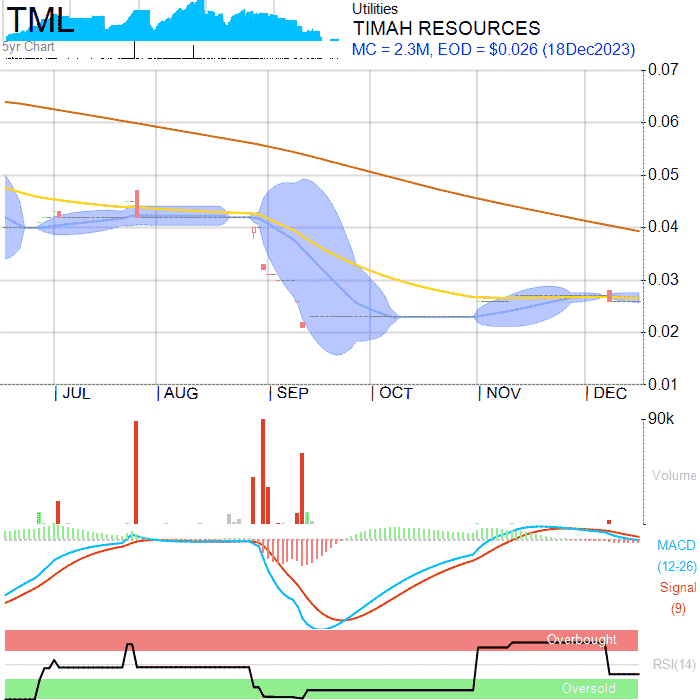 TML
5yr Chart
Utilities
TIMAH RESOURCES
MC = 2.3M, EOD = $0.026 (18Dec2023)
0.07
0.06
0.05
0.04
0.03
0.02
0.01
JUL AUG SEP OCT NOV DEC
90k
Volume
MACD
(12-26)
Signal
(9)
Overbought
RSI(14)
Oversold